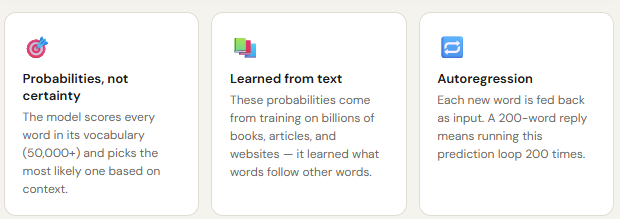 Probabilities, not
certainty
The model scores every
word in its vocabulary
(50,000+) and picks the
most likely one based on
context.
Learned from text
These probabilities come
from training on billions of
books, articles, and
websites — it learned what
words follow other words.
Autoregression
Each new word is fed back
as input. A 200-word reply
means running this
prediction loop 200 times.